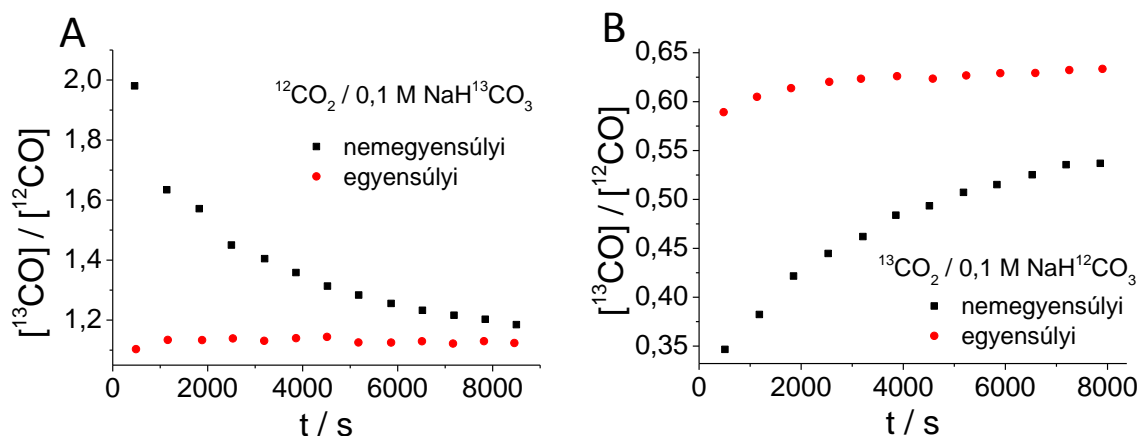 A
2,0
1,8
1,6
1,4
1,2
[¹³CO] / [¹²CO]
¹²CO₂ / 0,1 M NaH¹³CO₃
nemegyensúlyi
egyensúlyi
0 2000 4000 6000 8000
t / s
B
0,65
0,60
0,55
0,50
0,45
0,40
0,35
[¹³CO] / [¹²CO]
¹³CO₂ / 0,1 M NaH¹²CO₃
nemegyensúlyi
egyensúlyi
0 2000 4000 6000 8000
t / s